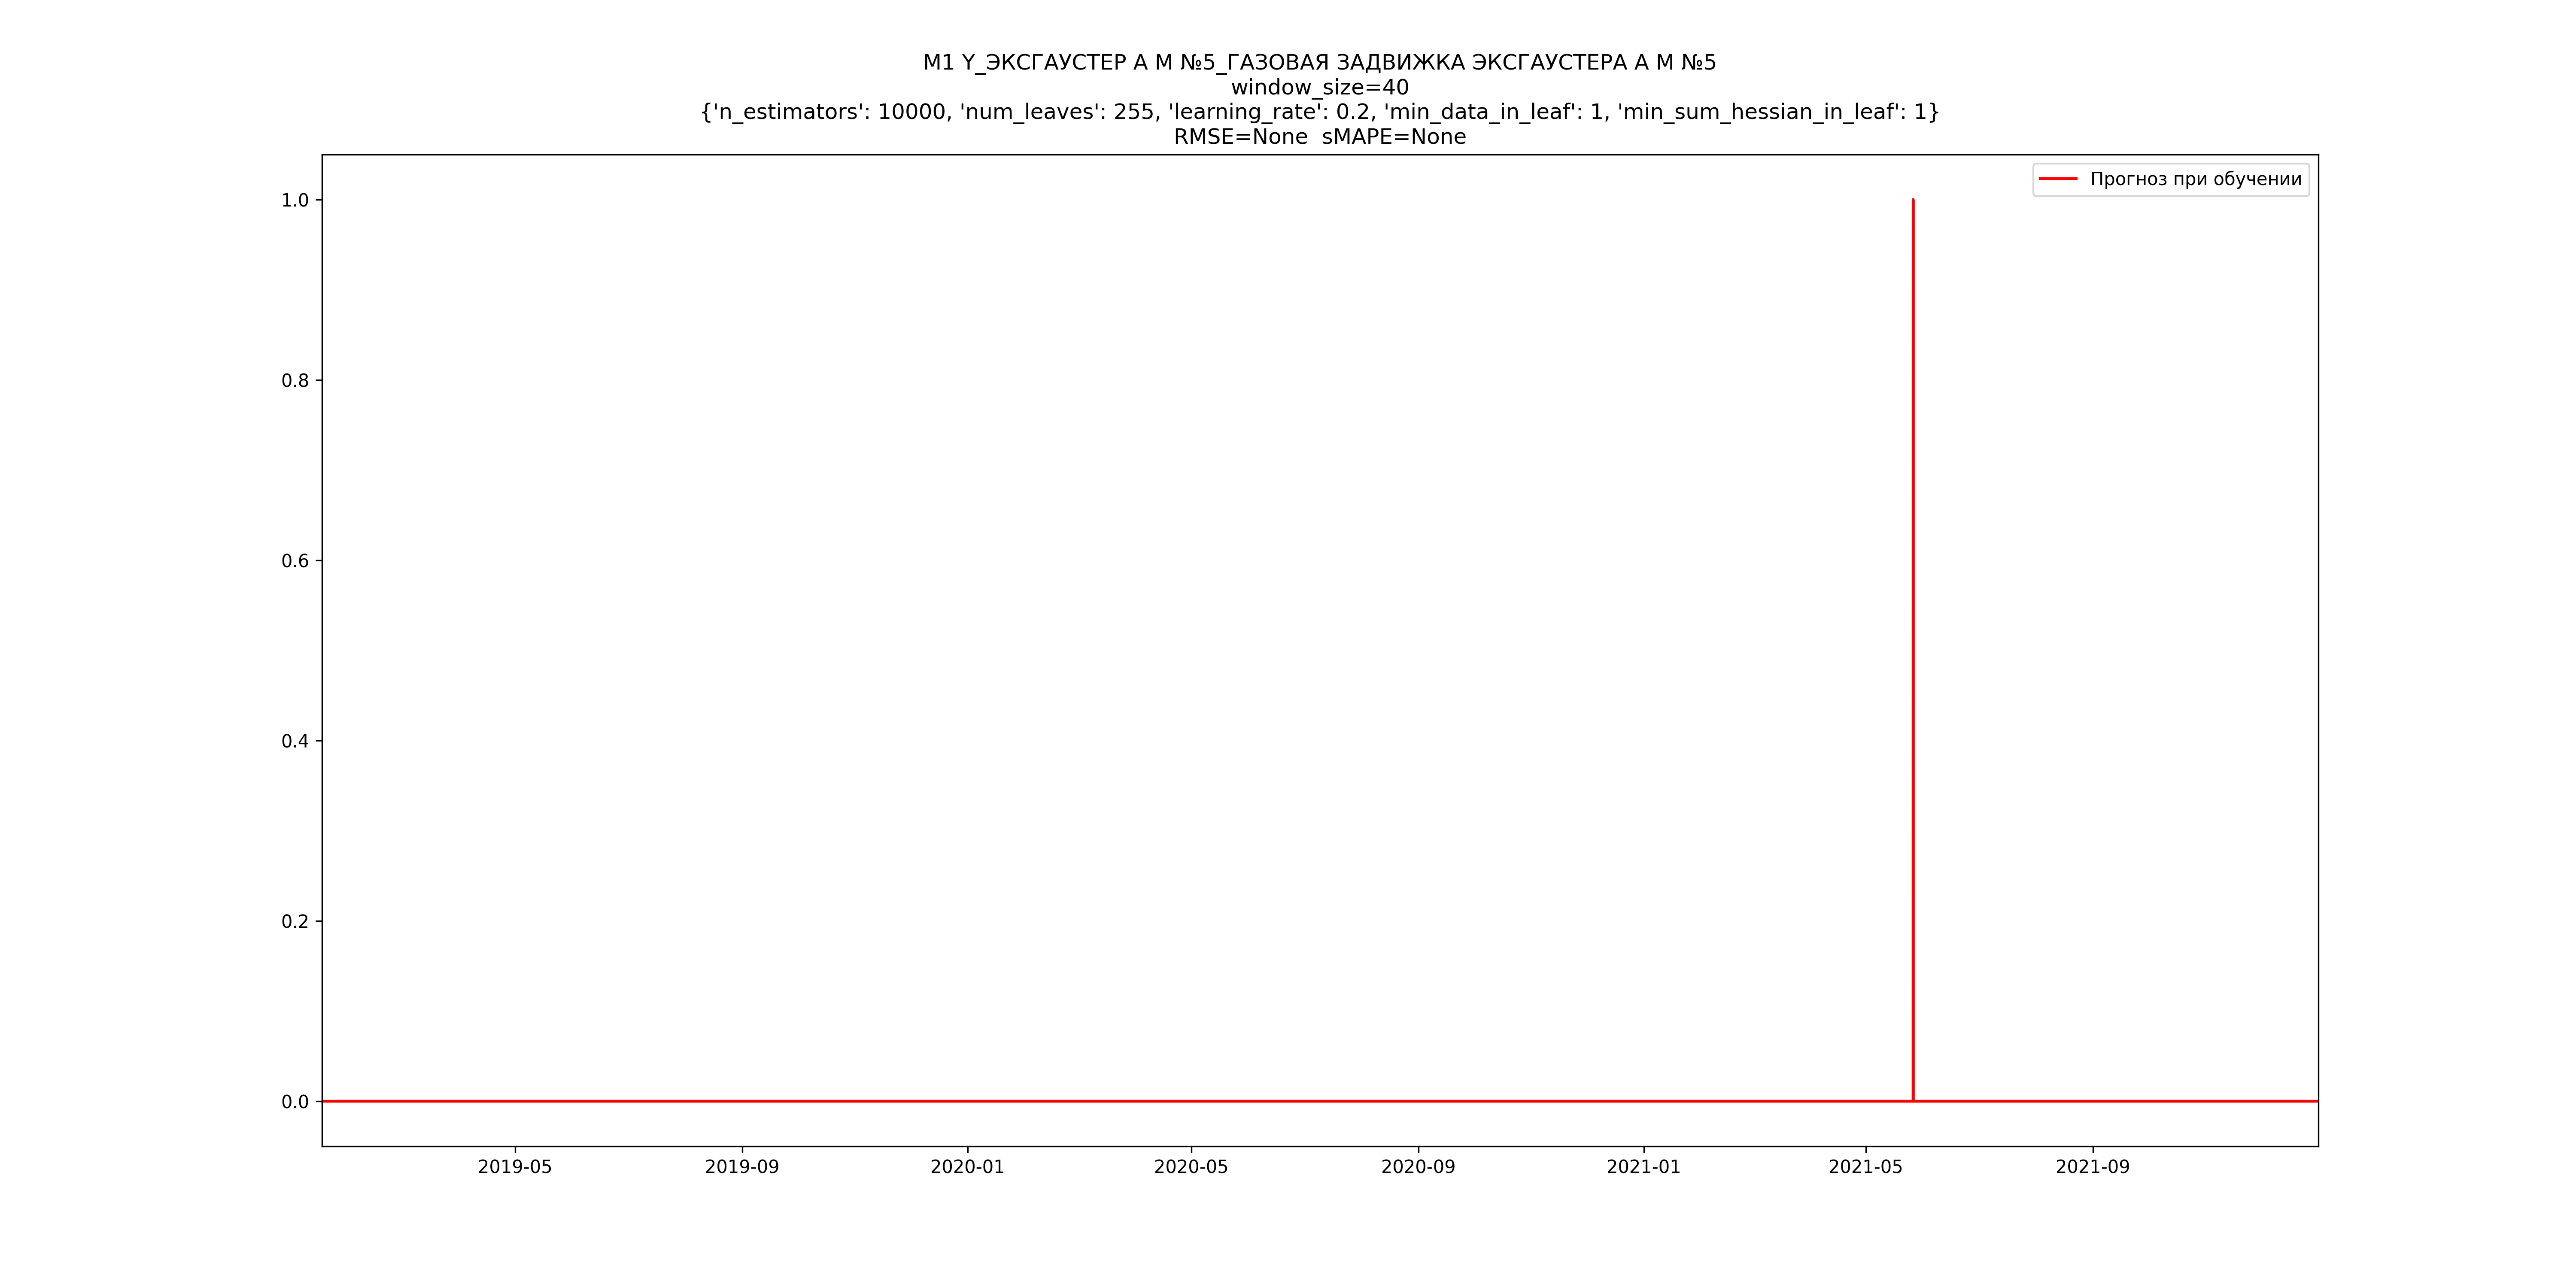 M1 Y_ЭКСГАУСТЕР А М №5_ГАЗОВАЯ ЗАДВИЖКА ЭКСГАУСТЕРА А М №5
window_size=40
{'n_estimators': 10000, 'num_leaves': 255, 'learning_rate': 0.2, 'min_data_in_leaf': 1, 'min_sum_hessian_in_leaf': 1}
RMSE=None  sMAPE=None
Прогноз при обучении
1.0
0.8
0.6
0.4
0.2
0.0
2019-05
2019-09
2020-01
2020-05
2020-09
2021-01
2021-05
2021-09